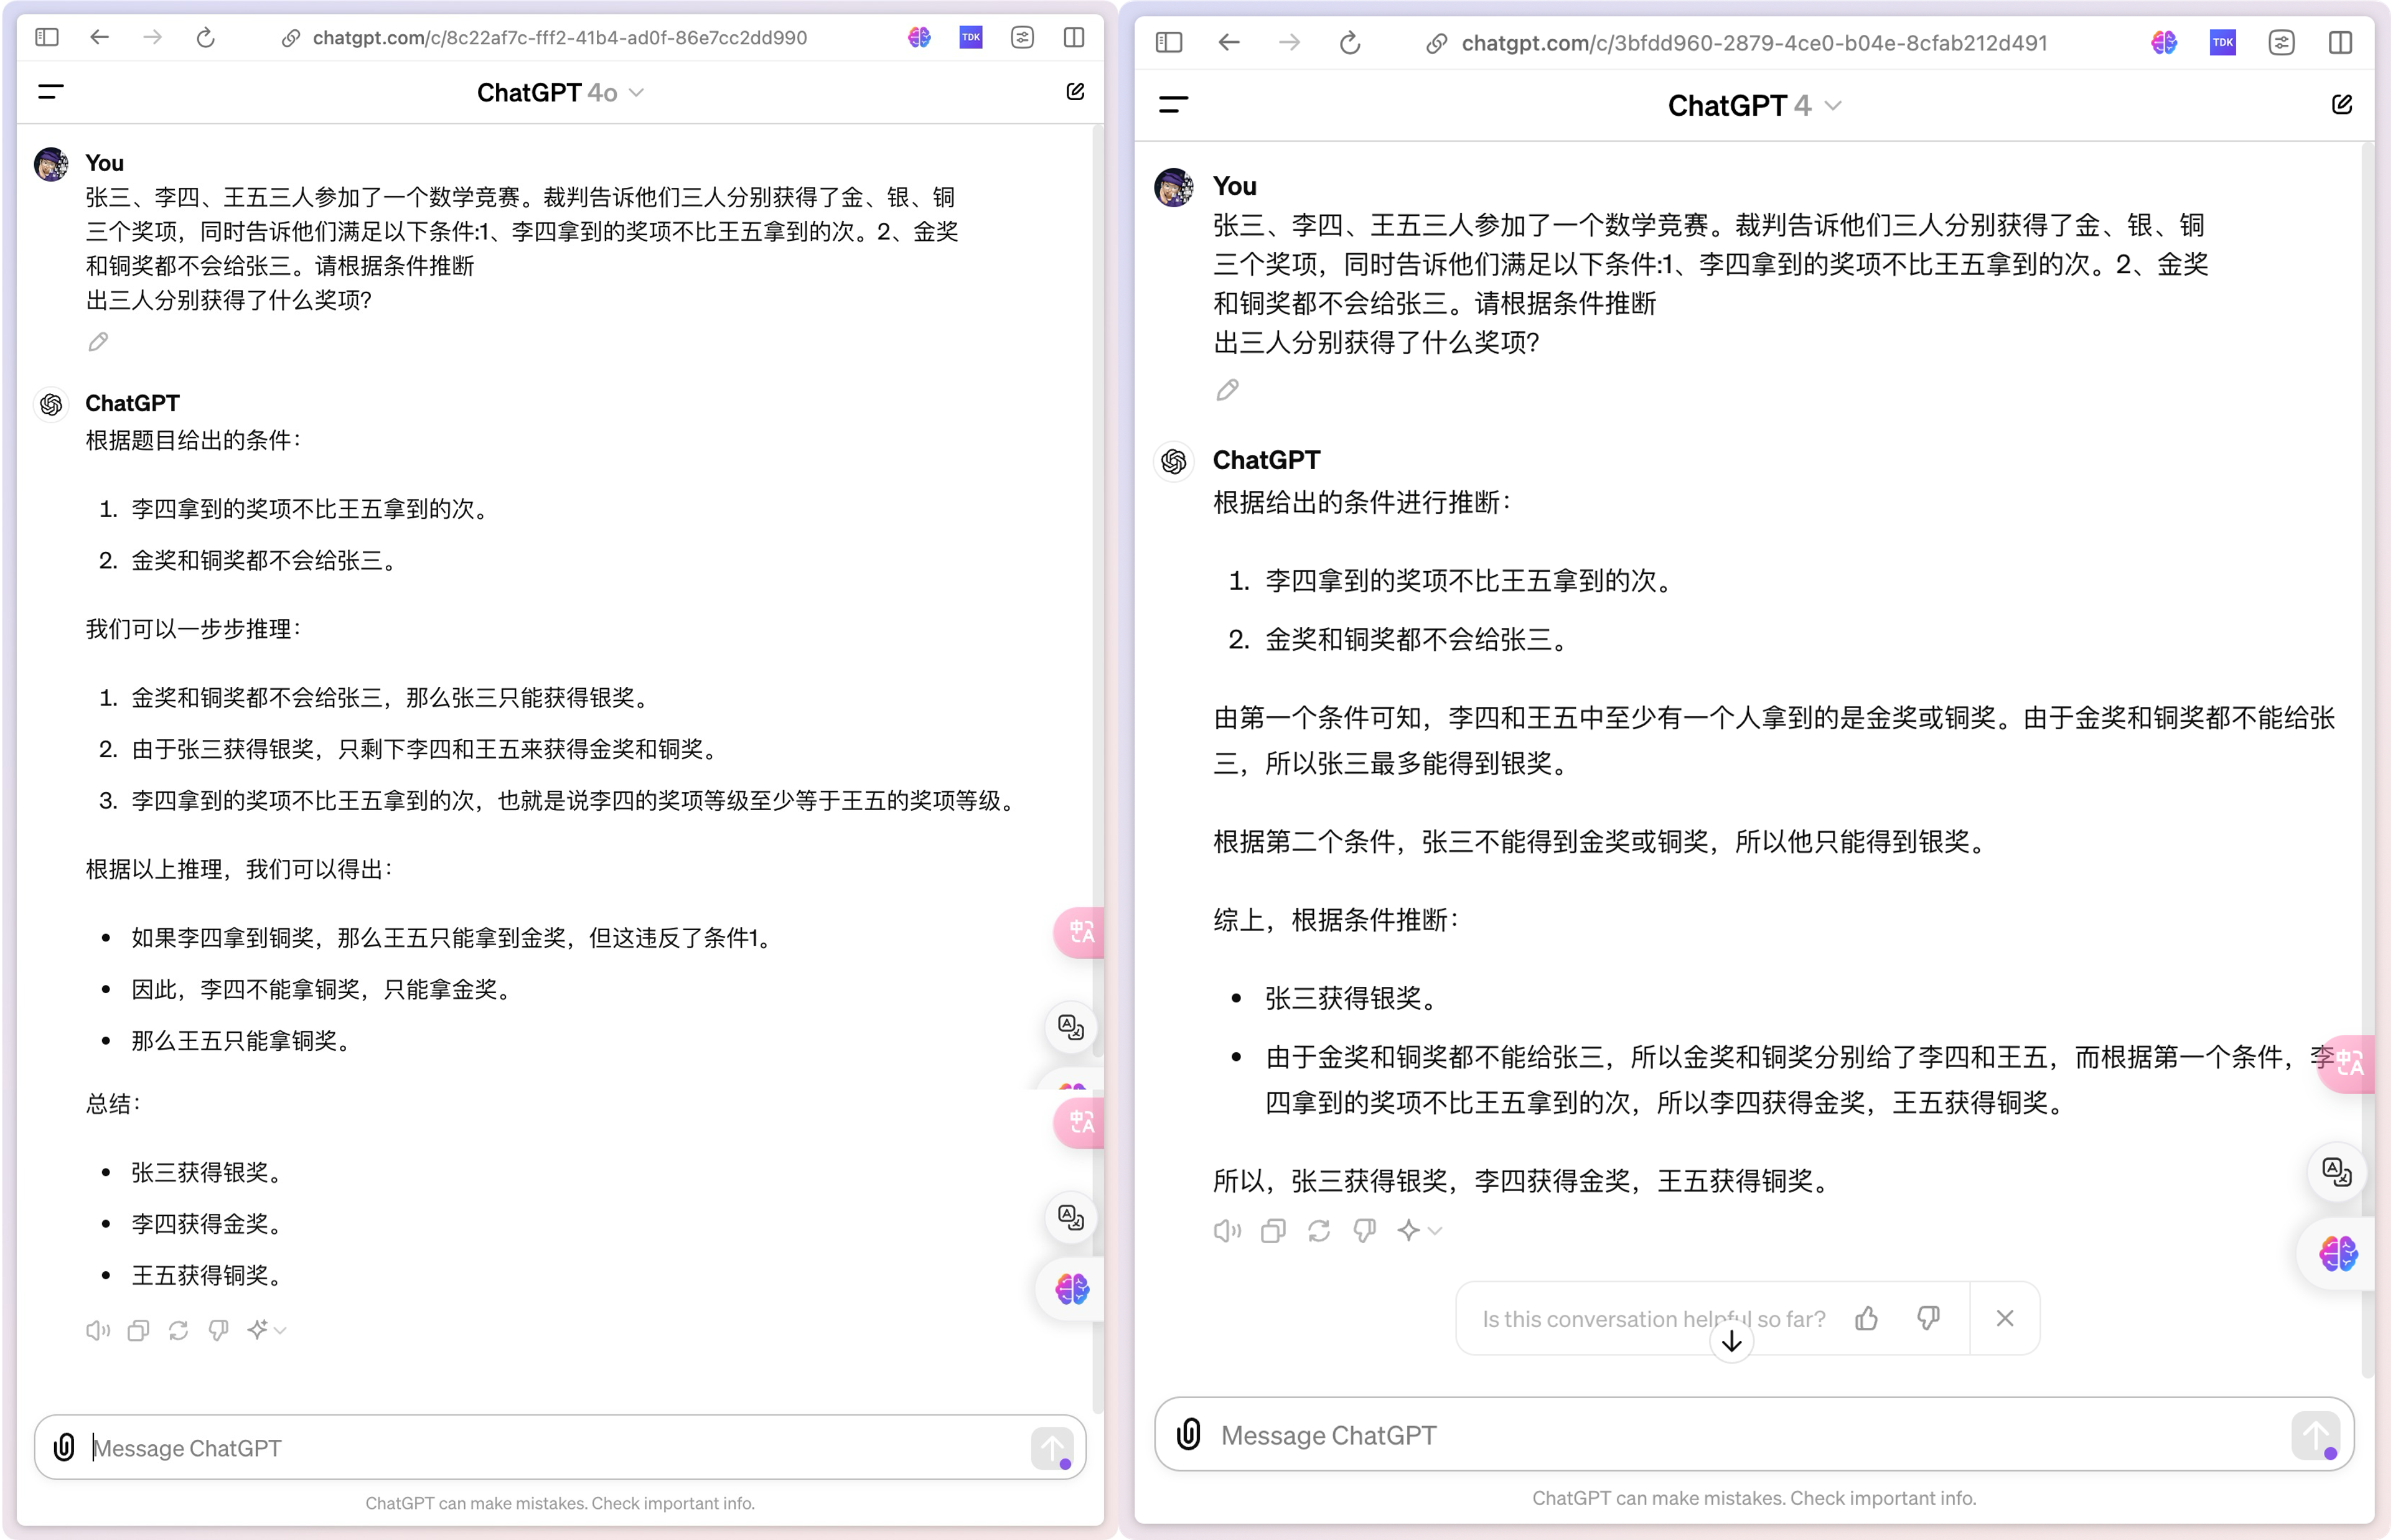 chatgpt.com/c/8c22af7c-fff2-41b4-ad0f-86e7cc2dd990
TDK
ChatGPT 4o
You
张三、李四、王五三人参加了一个数学竞赛。裁判告诉他们三人分别获得了金、银、铜
三个奖项，同时告诉他们满足以下条件:1、李四拿到的奖项不比王五拿到的次。2、金奖
和铜奖都不会给张三。请根据条件推断
出三人分别获得了什么奖项?
ChatGPT
根据题目给出的条件：
1. 李四拿到的奖项不比王五拿到的次。
2. 金奖和铜奖都不会给张三。
我们可以一步步推理：
1. 金奖和铜奖都不会给张三，那么张三只能获得银奖。
2. 由于张三获得银奖，只剩下李四和王五来获得金奖和铜奖。
3. 李四拿到的奖项不比王五拿到的次，也就是说李四的奖项等级至少等于王五的奖项等级。
根据以上推理，我们可以得出：
• 如果李四拿到铜奖，那么王五只能拿到金奖，但这违反了条件1。
• 因此，李四不能拿铜奖，只能拿金奖。
• 那么王五只能拿铜奖。
总结：
• 张三获得银奖。
• 李四获得金奖。
• 王五获得铜奖。
中A
中A
Message ChatGPT
ChatGPT can make mistakes. Check important info.
chatgpt.com/c/3bfdd960-2879-4ce0-b04e-8cfab212d491
TDK
ChatGPT 4
You
张三、李四、王五三人参加了一个数学竞赛。裁判告诉他们三人分别获得了金、银、铜
三个奖项，同时告诉他们满足以下条件:1、李四拿到的奖项不比王五拿到的次。2、金奖
和铜奖都不会给张三。请根据条件推断
出三人分别获得了什么奖项?
ChatGPT
根据给出的条件进行推断：
1. 李四拿到的奖项不比王五拿到的次。
2. 金奖和铜奖都不会给张三。
由第一个条件可知，李四和王五中至少有一个人拿到的是金奖或铜奖。由于金奖和铜奖都不能给张
三，所以张三最多能得到银奖。
根据第二个条件，张三不能得到金奖或铜奖，所以他只能得到银奖。
综上，根据条件推断：
• 张三获得银奖。
• 由于金奖和铜奖都不能给张三，所以金奖和铜奖分别给了李四和王五，而根据第一个条件，李
四拿到的奖项不比王五拿到的次，所以李四获得金奖，王五获得铜奖。
所以，张三获得银奖，李四获得金奖，王五获得铜奖。
中A
Is this conversation helpful so far?
Message ChatGPT
ChatGPT can make mistakes. Check important info.